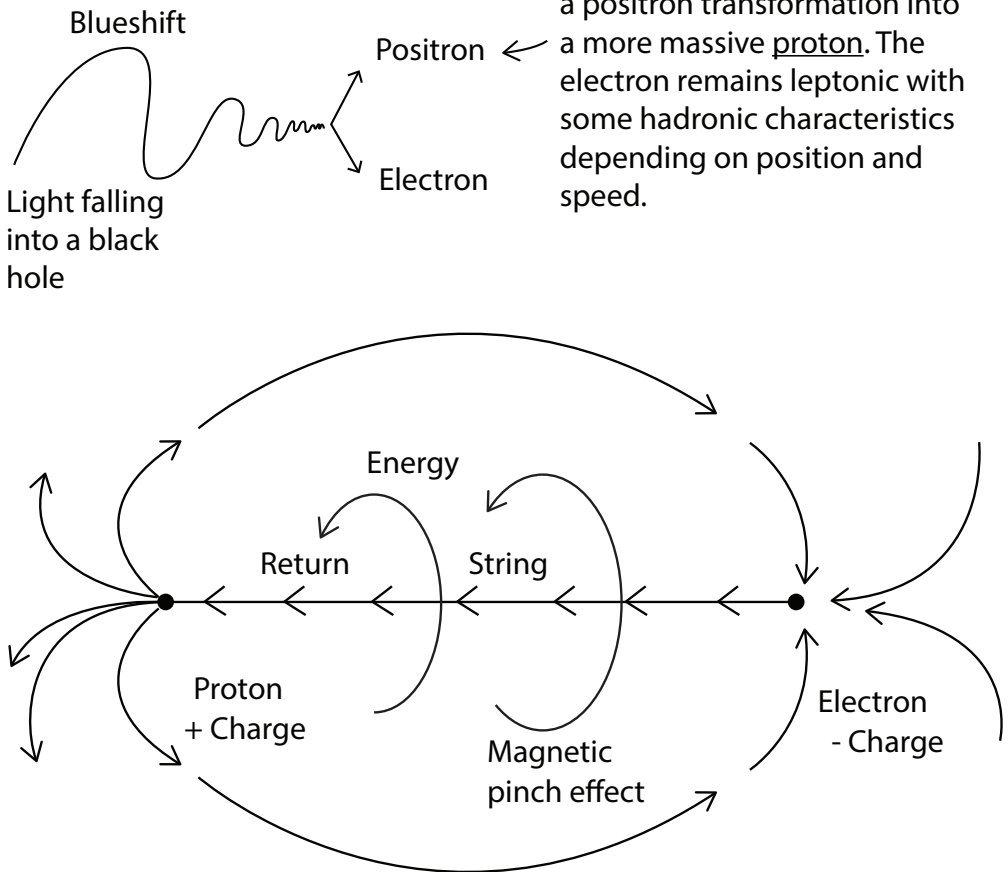 a positron transformation into
a more massive proton. The
electron remains leptonic with
some hadronic characteristics
depending on position and
speed.
Blueshift
Positron
Electron
Light falling
into a black
hole
Energy
Return
String
Proton
+ Charge
Magnetic
pinch effect
Electron
- Charge